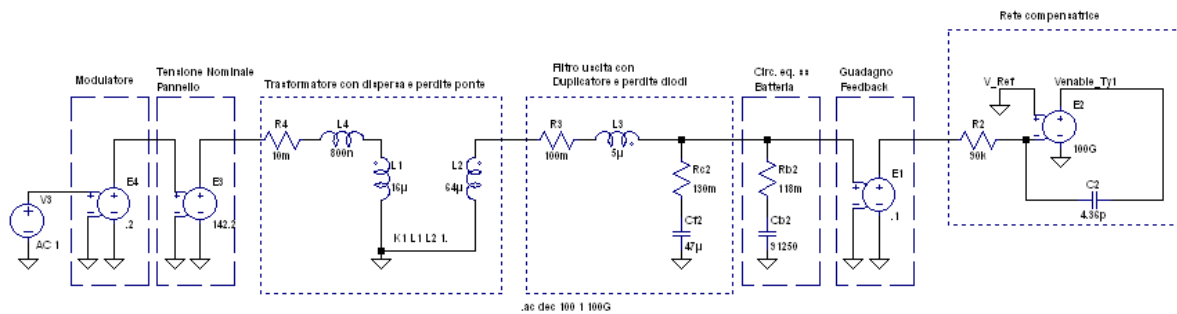 Rete compensatrice
Modulatore
Tensione Nominale
Pannello
Trasformatore con dispersa e perdite ponte
Filtro uscita con
Duplicatore e perdite diodi
Circ. eq. ss
Batteria
Guadagno
Feedback
V_Ref
Venable_Ty1
E2
100G
R4
10m
L4
800n
L1
16µ
L2
64µ
K1 L1 L2 1.
R3
100m
L3
5µ
Rc2
130m
Cf2
47µ
Rb2
118m
Cb2
91250
E1
.1
R2
90k
C2
4.36p
V3
AC 1
E4
.2
E3
142.2
.ac dec 100 1 100G